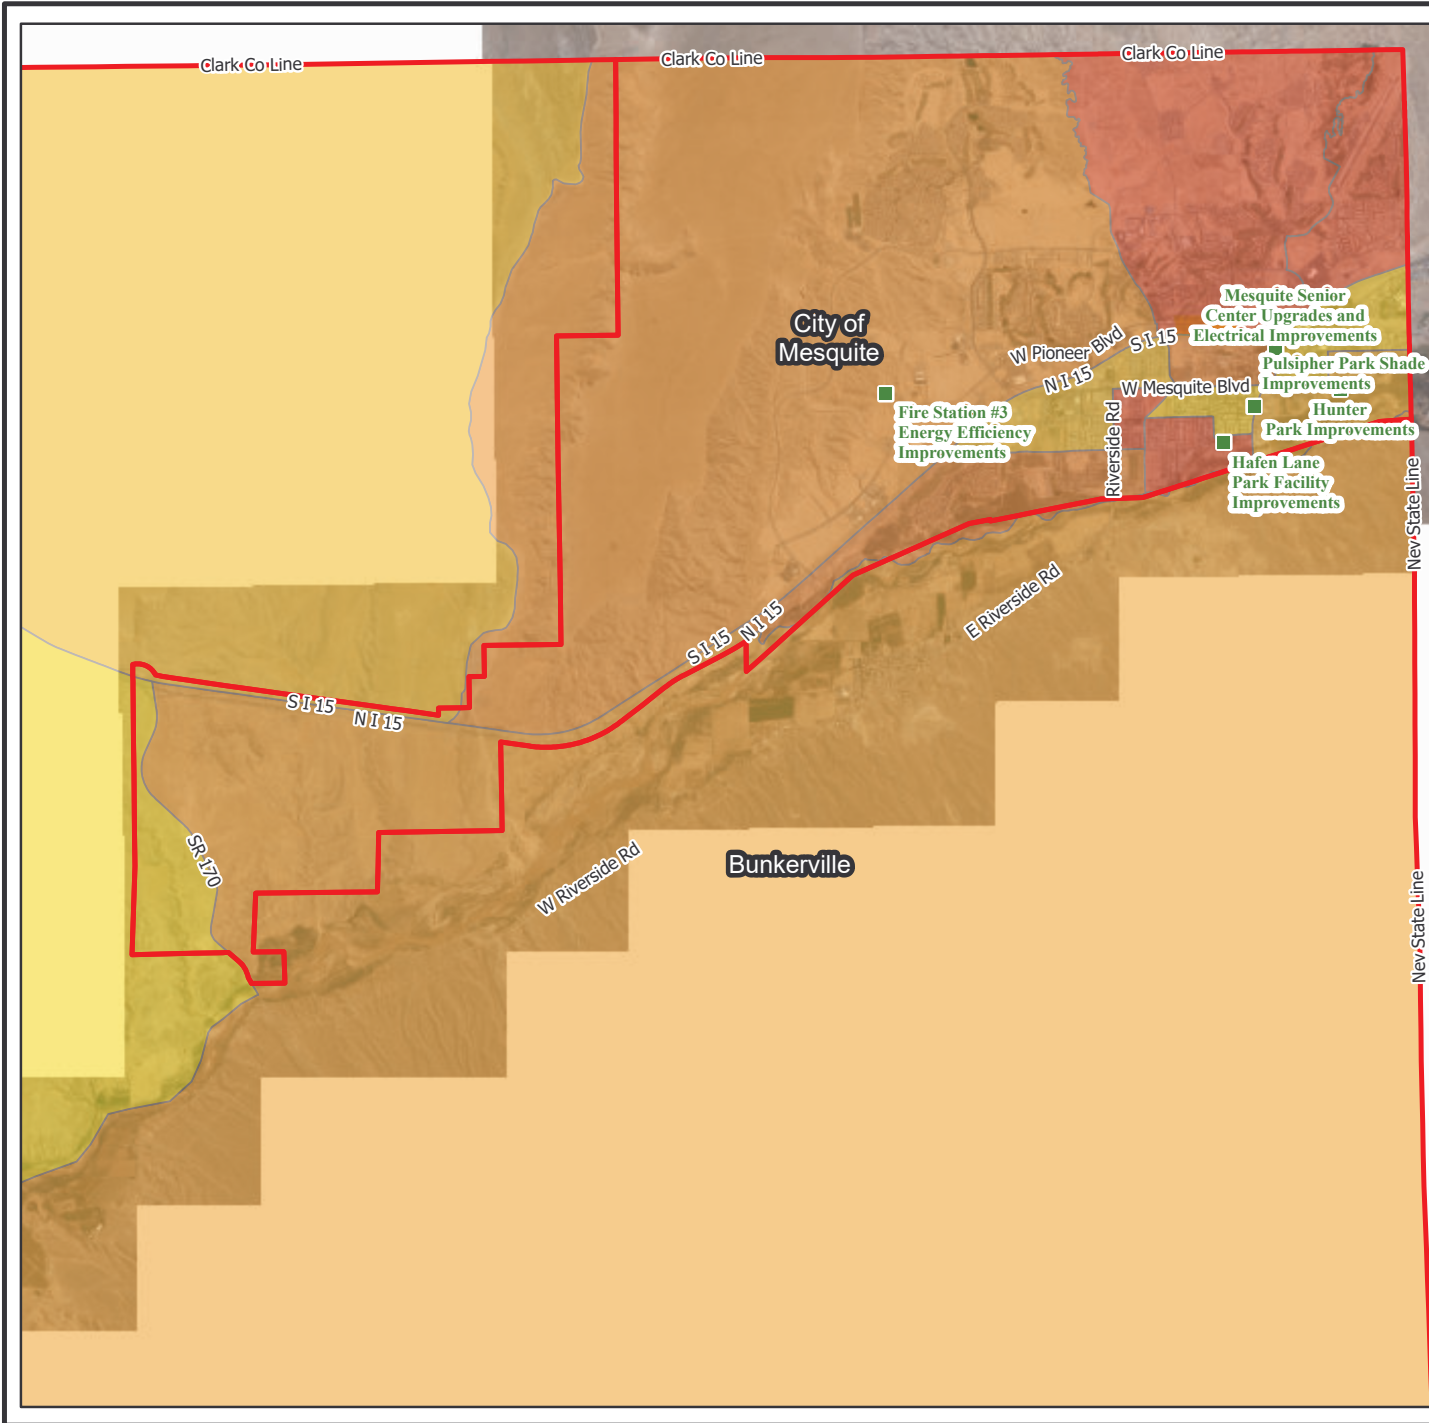 Clark Co Line
Clark Co Line
Clark Co Line
City of
Mesquite
Mesquite Senior
Center Upgrades and
Electrical Improvements
W Pioneer Blvd
S I 15
N I 15
Pulsipher Park Shade
Improvements
W Mesquite Blvd
Fire Station #3
Energy Efficiency
Improvements
Riverside Rd
Hunter
Park Improvements
Hafen Lane
Park Facility
Improvements
Nev State Line
E Riverside Rd
S I 15
N I 15
S I 15
N I 15
SR 170
W Riverside Rd
Bunkerville
Nev State Line